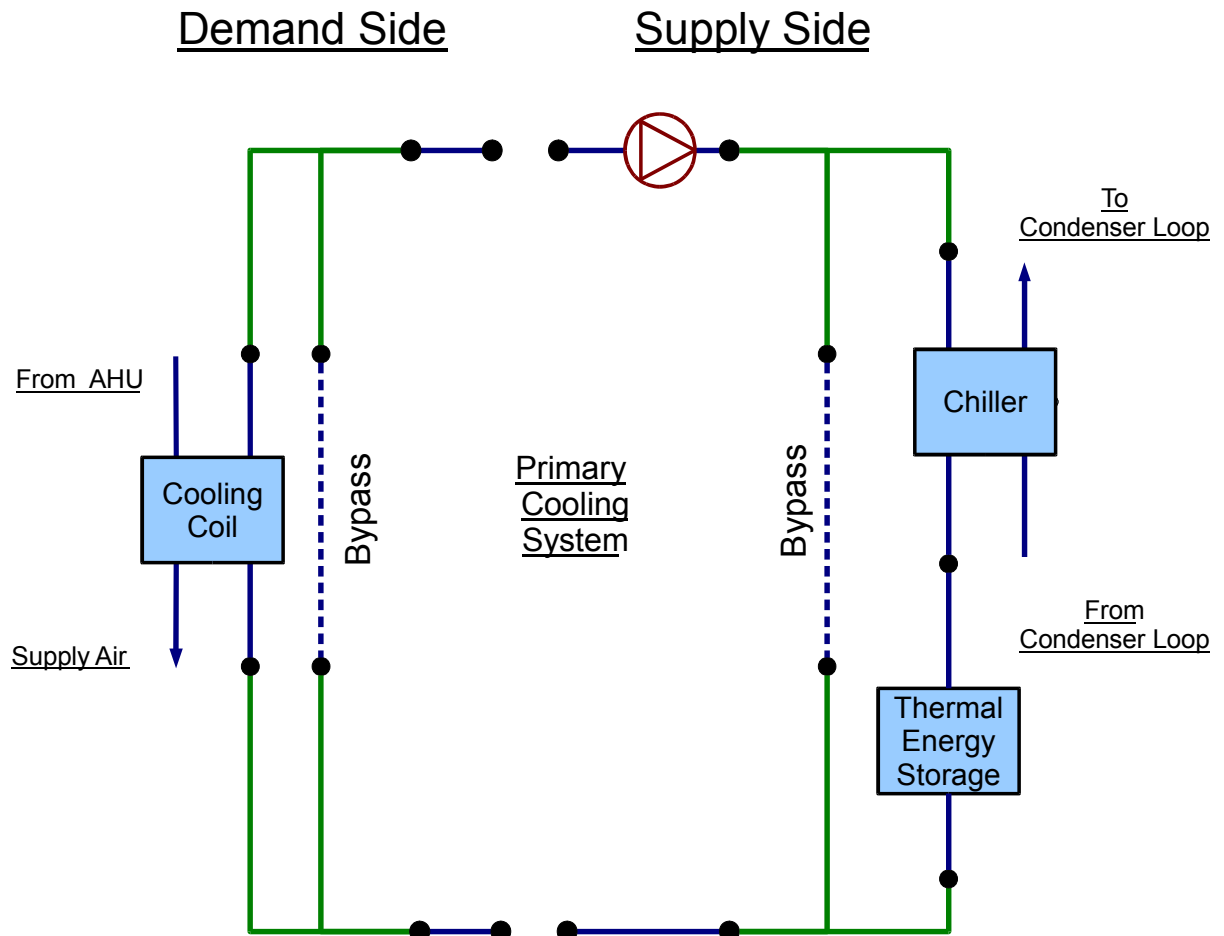 Demand Side
Supply Side
To
Condenser Loop
From AHU
Chiller
Cooling
Coil
Bypass
Primary
Cooling
System
Bypass
Supply Air
From
Condenser Loop
Thermal
Energy
Storage